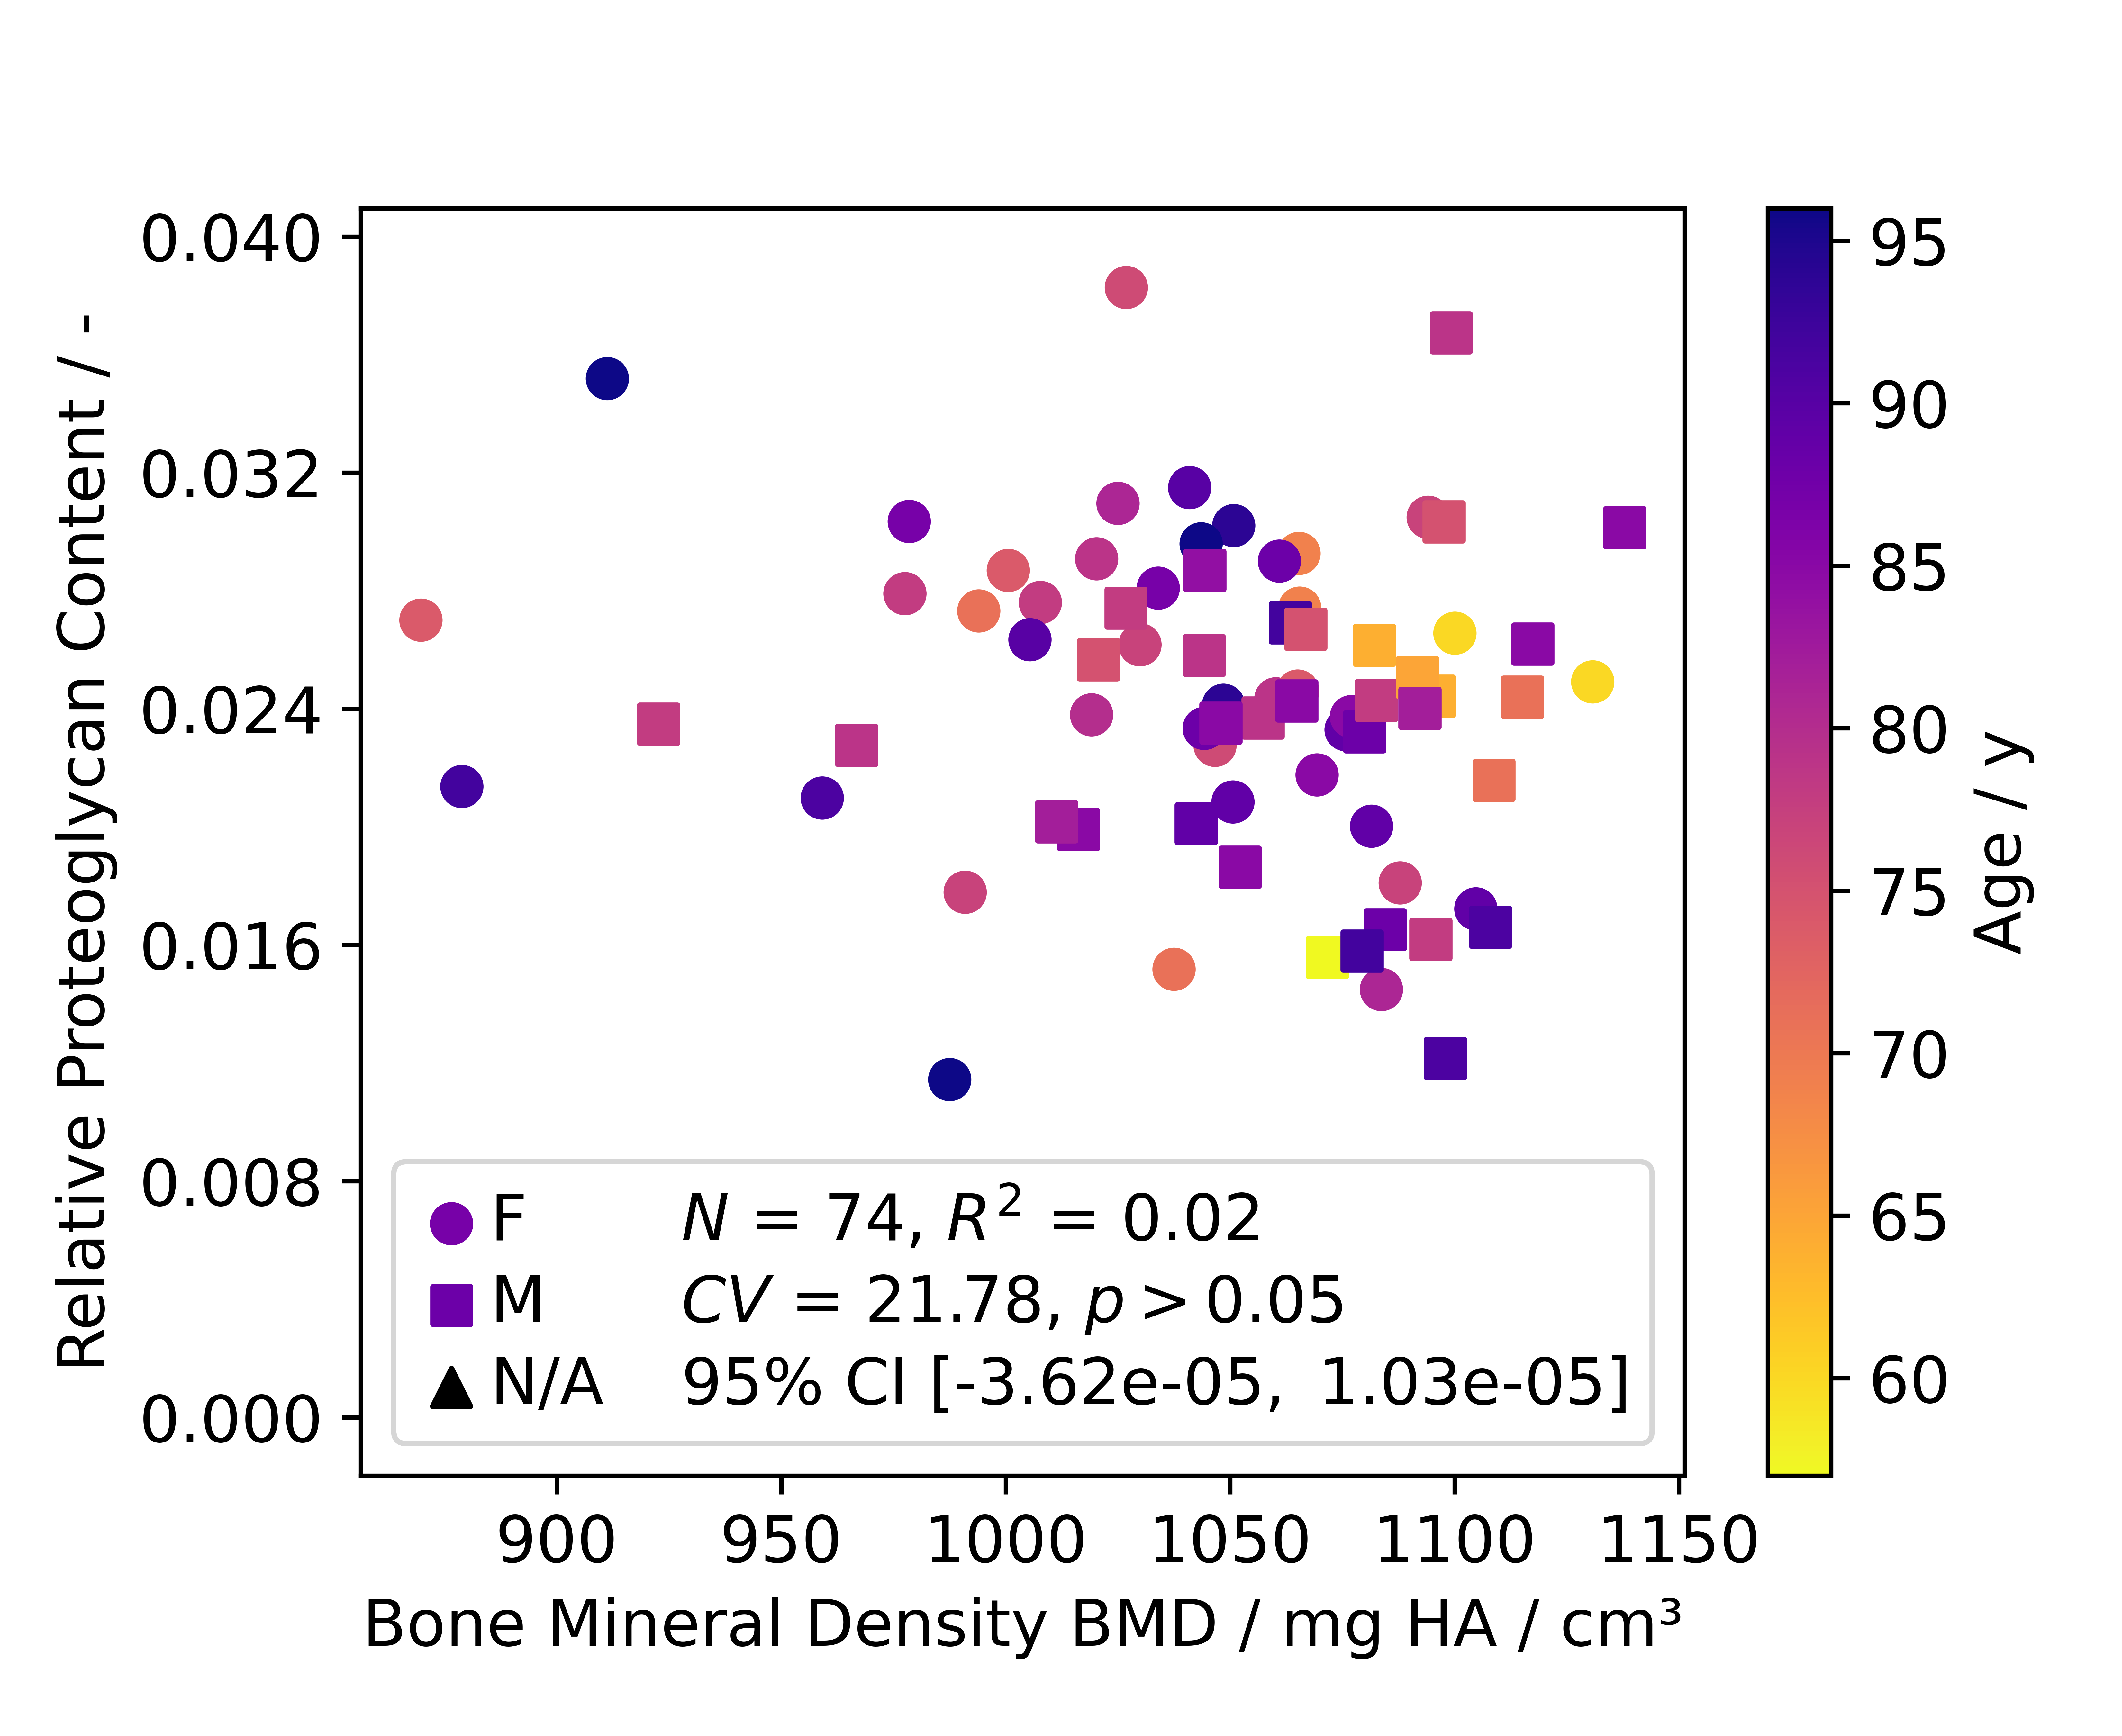 Relative Proteoglycan Content / -
0.040
0.032
0.024
0.016
0.008
0.000
F N = 74, R² = 0.02
M CV = 21.78, p > 0.05
N/A 95% CI [-3.62e-05, 1.03e-05]
900 950 1000 1050 1100 1150
Bone Mineral Density BMD / mg HA / cm³
95
90
85
80
75
70
65
60
Age / y